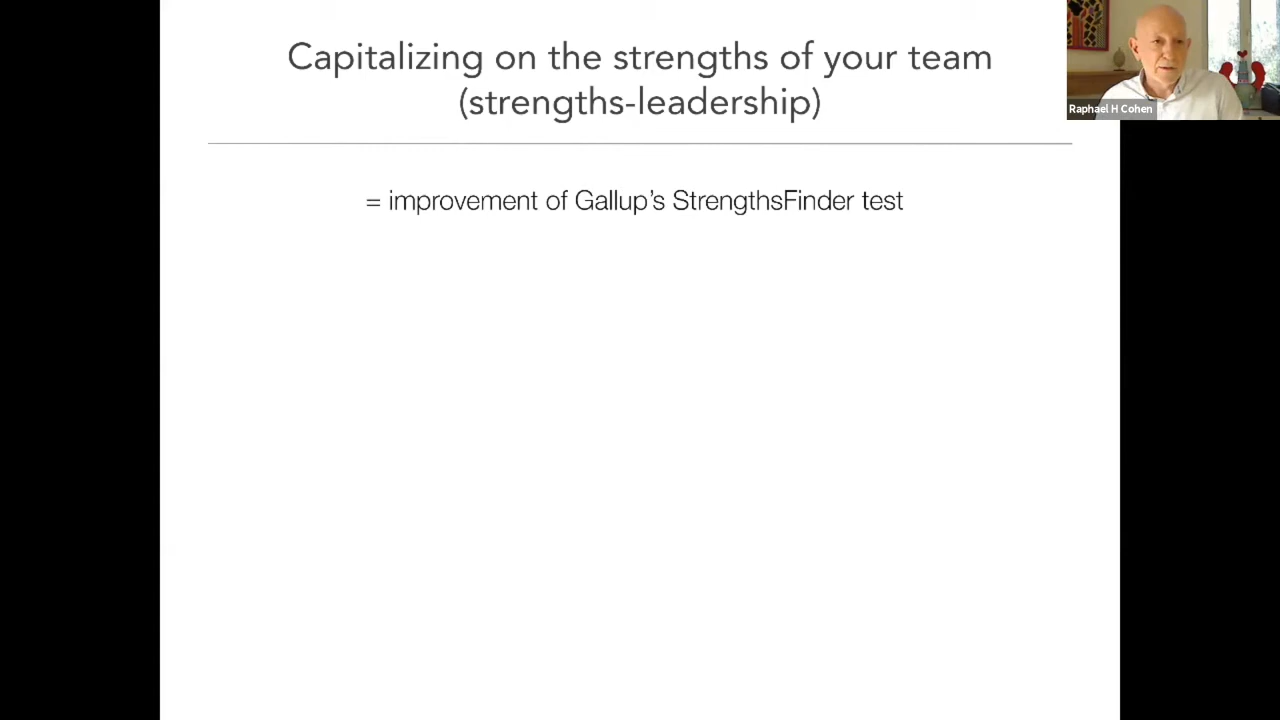 Capitalizing on the strengths of your team
(strengths-leadership)
= improvement of Gallup’s StrengthsFinder test
Raphael H Cohen